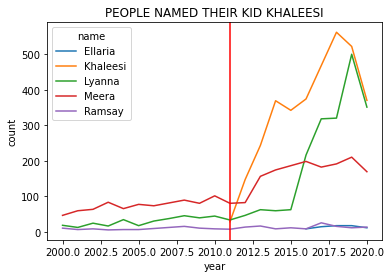 PEOPLE NAMED THEIR KID KHALEESI
name
Ellaria
Khaleesi
Lyanna
Meera
Ramsay
count
500
400
300
200
100
0
2000.0 2002.5 2005.0 2007.5 2010.0 2012.5 2015.0 2017.5 2020.0
year